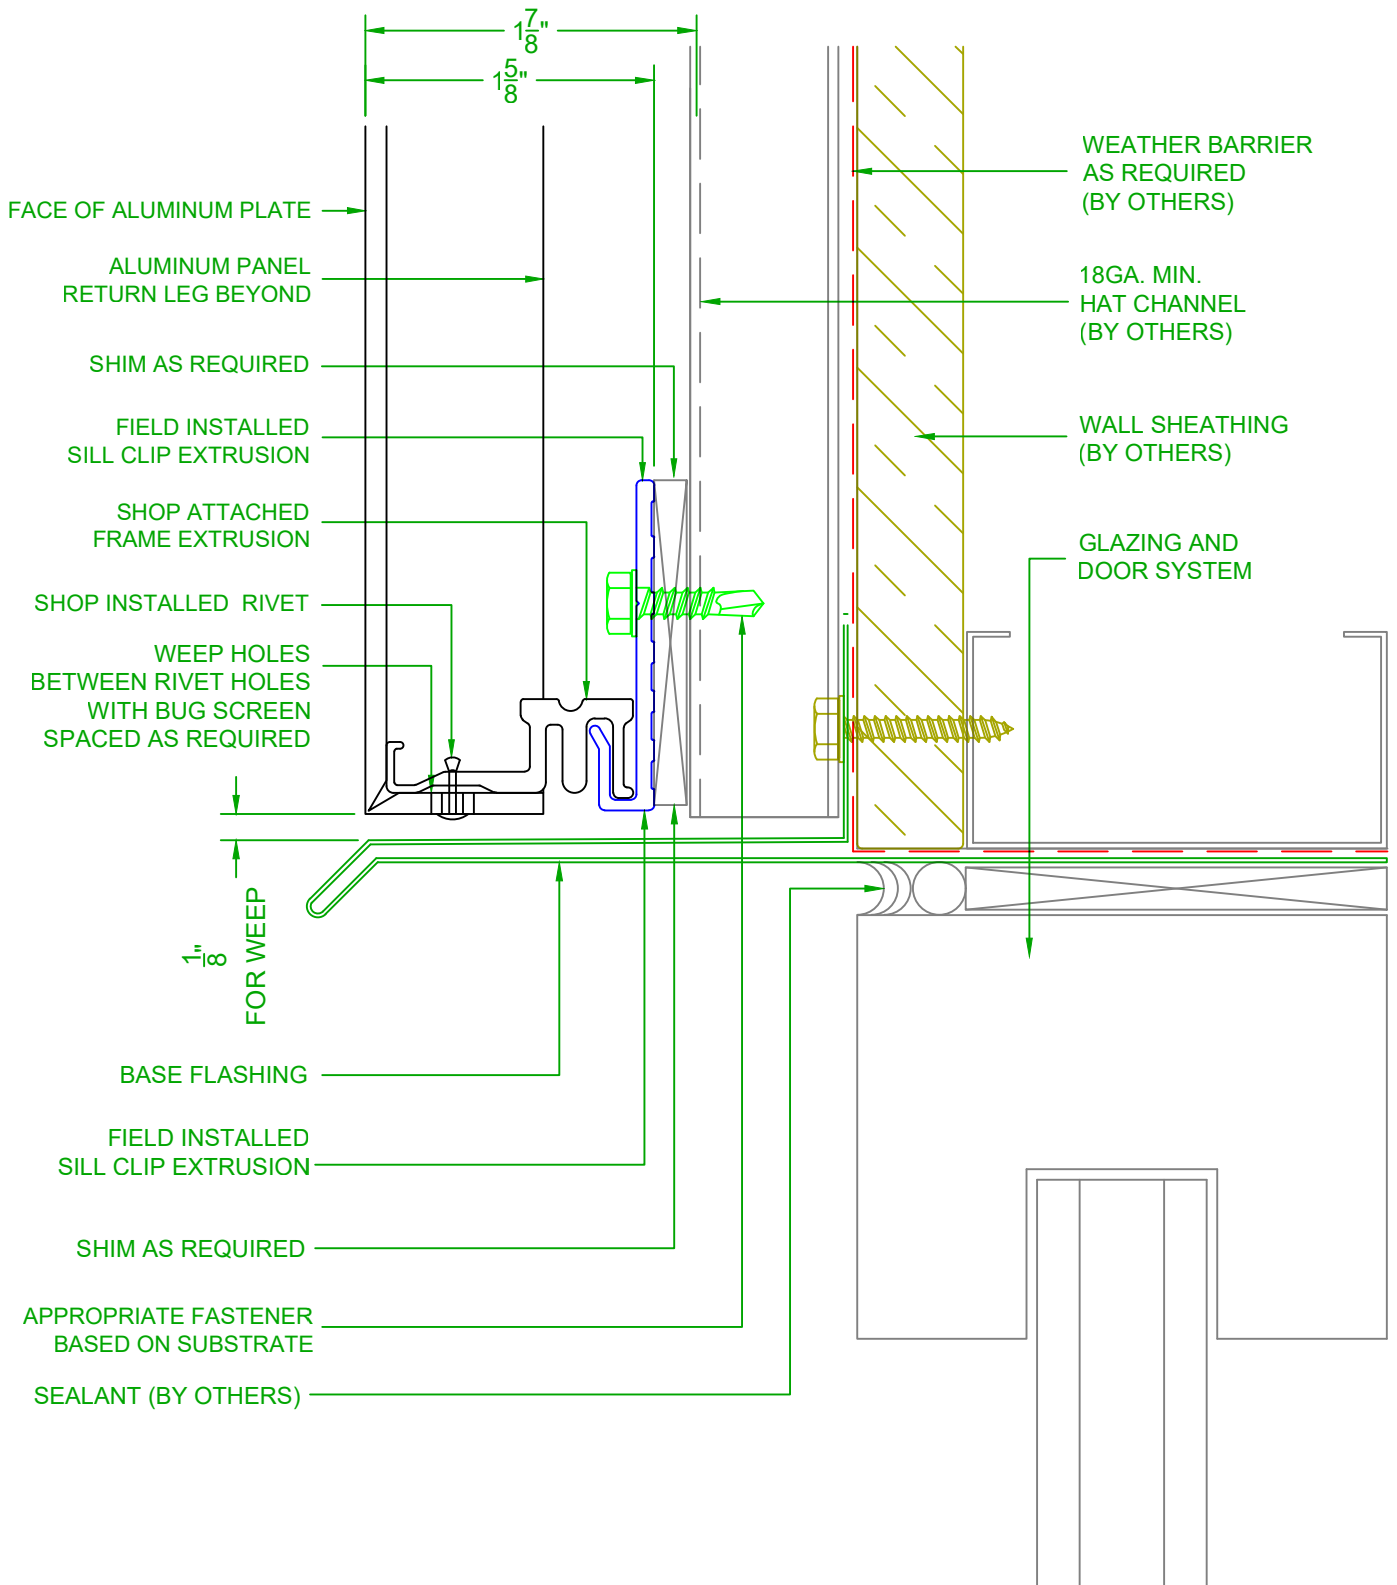 1 7/8"
1 5/8"
FACE OF ALUMINUM PLATE
ALUMINUM PANEL
RETURN LEG BEYOND
SHIM AS REQUIRED
FIELD INSTALLED
SILL CLIP EXTRUSION
SHOP ATTACHED
FRAME EXTRUSION
SHOP INSTALLED RIVET
WEEP HOLES
BETWEEN RIVET HOLES
WITH BUG SCREEN
SPACED AS REQUIRED
1/8"
FOR WEEP
BASE FLASHING
FIELD INSTALLED
SILL CLIP EXTRUSION
SHIM AS REQUIRED
APPROPRIATE FASTENER
BASED ON SUBSTRATE
SEALANT (BY OTHERS)
WEATHER BARRIER
AS REQUIRED
(BY OTHERS)
18GA. MIN.
HAT CHANNEL
(BY OTHERS)
WALL SHEATHING
(BY OTHERS)
GLAZING AND
DOOR SYSTEM